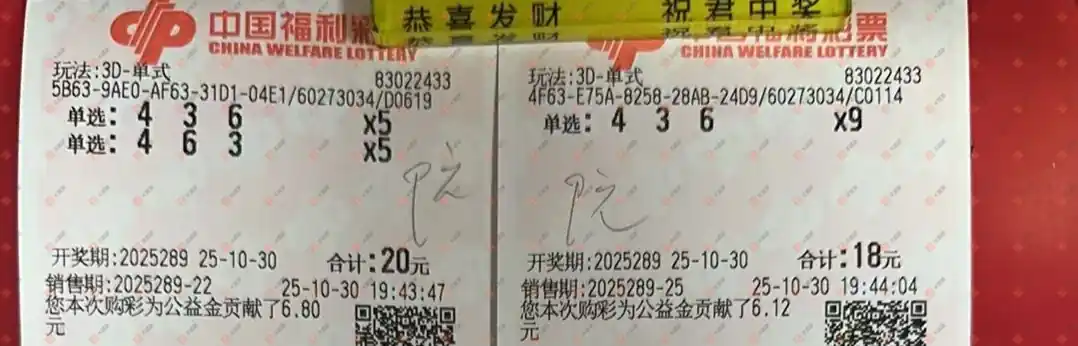 恭喜发财 祝君中奖
中国福利彩票
CHINA WELFARE LOTTERY
玩法:3D-单式 83022433
5B63-9AE0-AF63-31D1-04E1/60273034/D0619
单选: 4 3 6 x5
单选: 4 6 3 x5
开奖期:2025289 25-10-30 合计:20元
销售期:2025289-22 25-10-30 19:43:47
您本次购彩为公益金贡献了6.80
元
中国福利彩票
CHINA WELFARE LOTTERY
玩法:3D-单式 83022433
4F63-E75A-8258-28AB-24D9/60273034/C0114
单选: 4 3 6 x9
开奖期:2025289 25-10-30 合计:18元
销售期:2025289-25 25-10-30 19:44:04
您本次购彩为公益金贡献了6.12
元